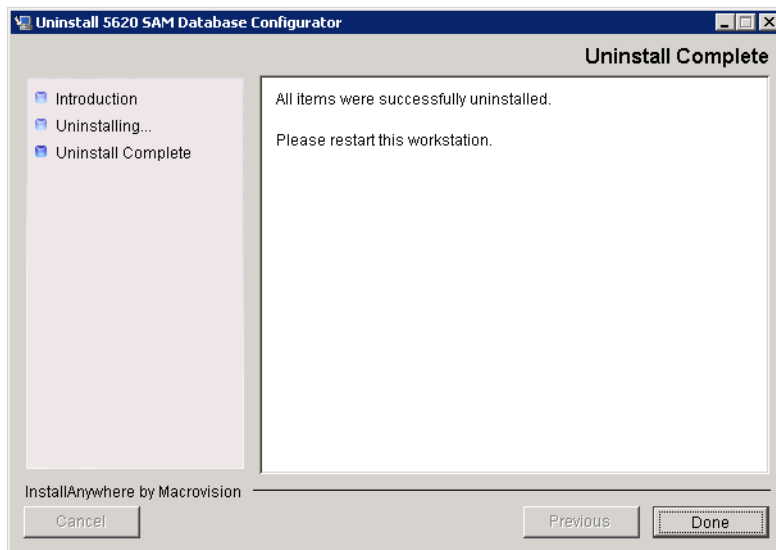 Uninstall 5620 SAM Database Configurator
Uninstall Complete
Introduction
Uninstalling...
Uninstall Complete
All items were successfully uninstalled.
Please restart this workstation.
InstallAnywhere by Macrovision
Cancel
Previous
Done